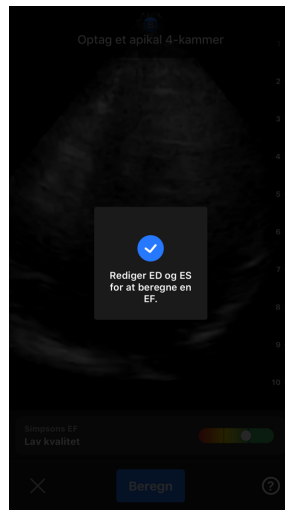 Optag et apikal 4-kammer
1
2
3
4
5
6
7
8
9
10
Rediger ED og ES
for at beregne en
EF.
Simpsons EF
Lav kvalitet
Beregn
?